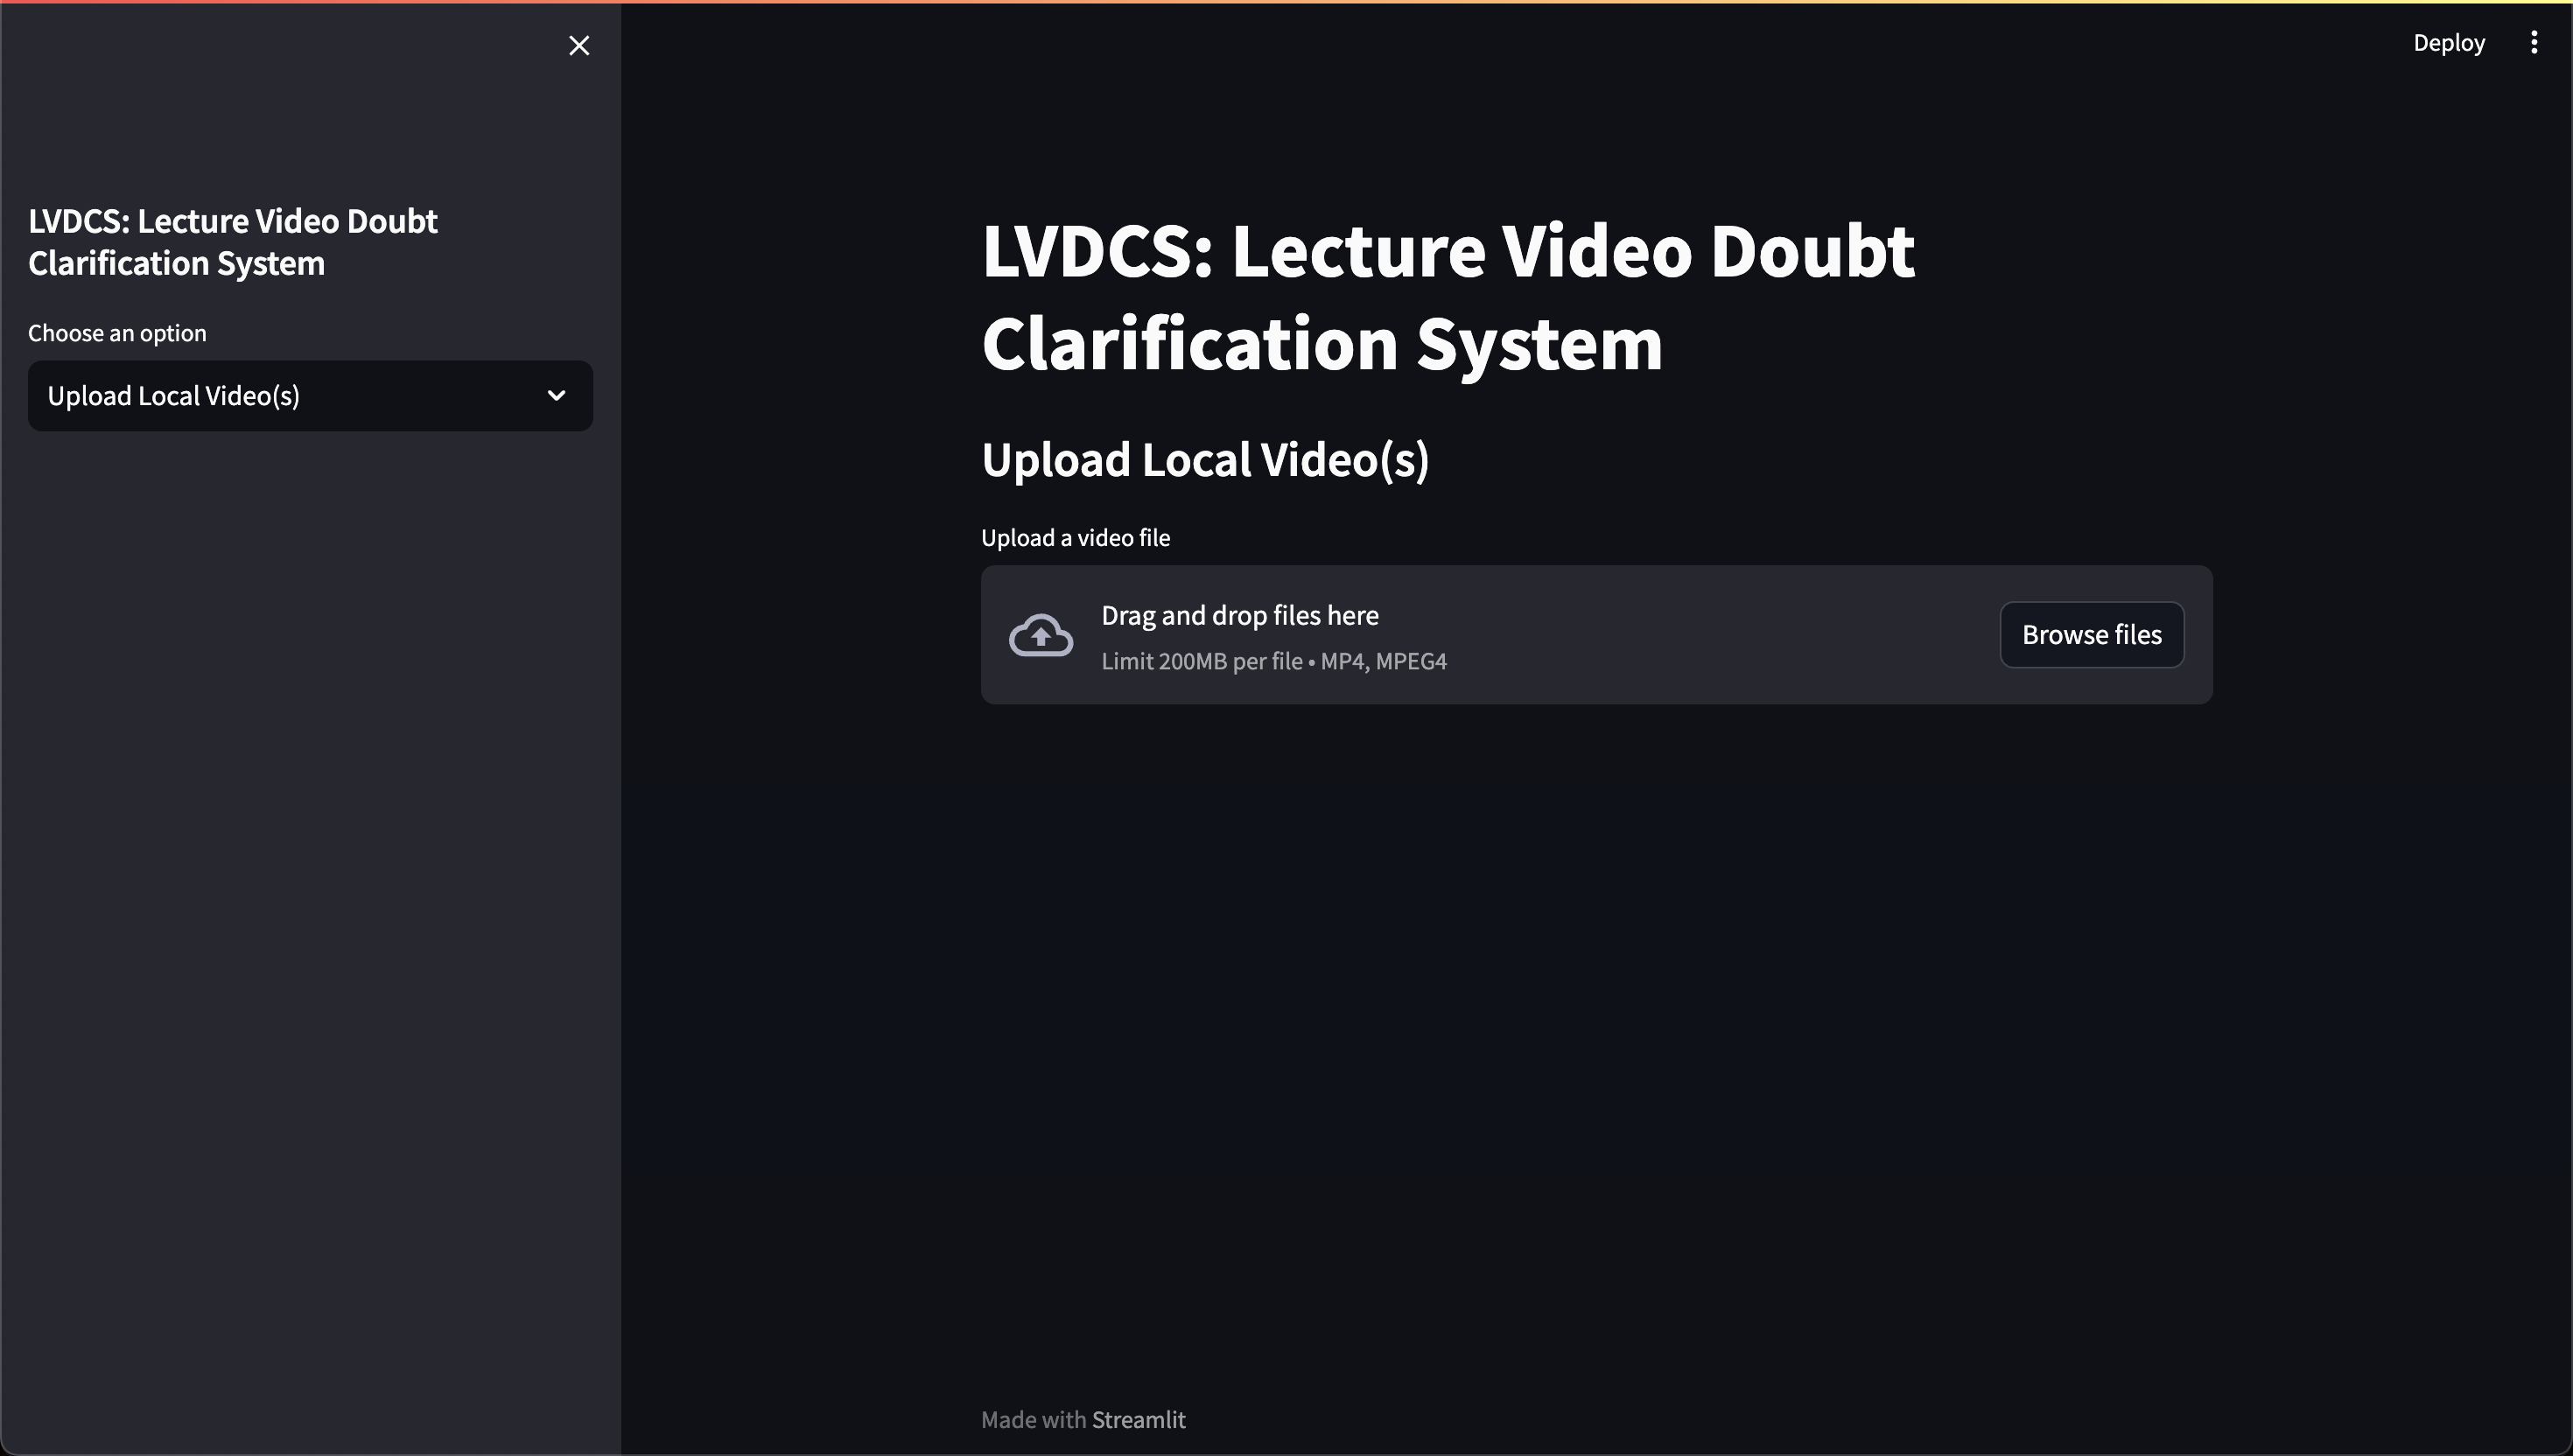 Deploy
LVDCS: Lecture Video Doubt
Clarification System
Choose an option
Upload Local Video(s)
LVDCS: Lecture Video Doubt
Clarification System
Upload Local Video(s)
Upload a video file
Drag and drop files here
Limit 200MB per file • MP4, MPEG4
Browse files
Made with Streamlit